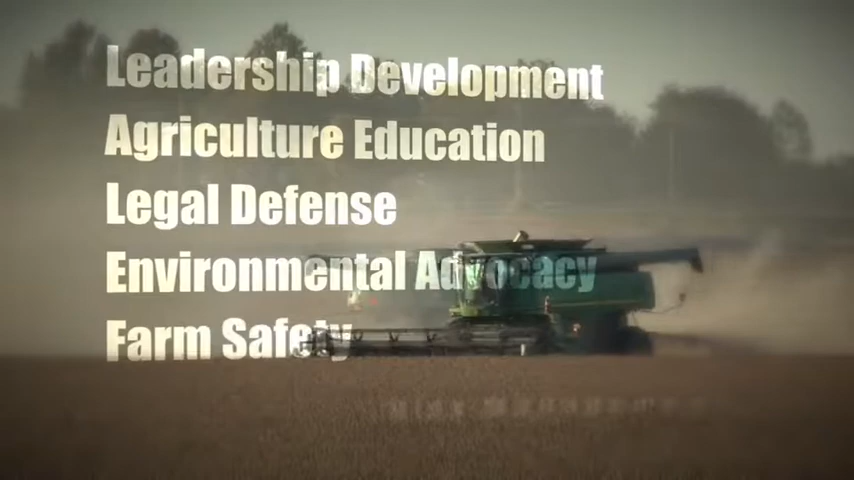 Leadership Development
Agriculture Education
Legal Defense
Environmental Advocacy
Farm Safety